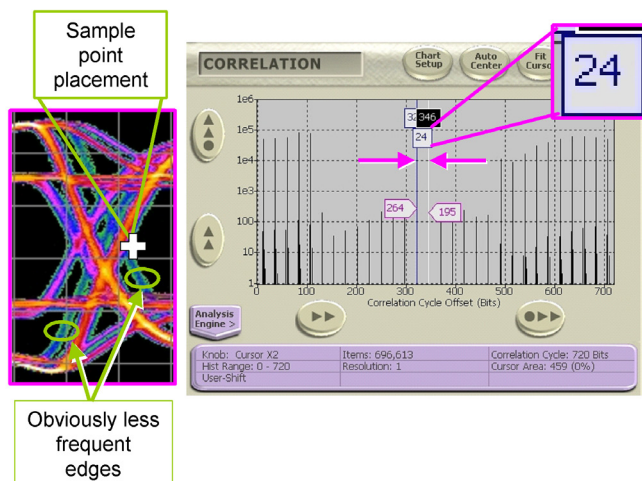 Sample
point
placement
CORRELATION
Chart
Setup
Auto
Center
Fit
Curso
24
346
24
264
195
1e6
1e5
1e4
1e3
100
10
1
0
100
200
300
400
500
600
700
Correlation Cycle Offset (Bits)
Analysis
Engine >
Knob: Cursor X2
Items: 696,613
Correlation Cycle: 720 Bits
Hist Range: 0 - 720
Resolution: 1
Cursor Area: 459 (0%)
User-Shift
Obviously less
frequent
edges